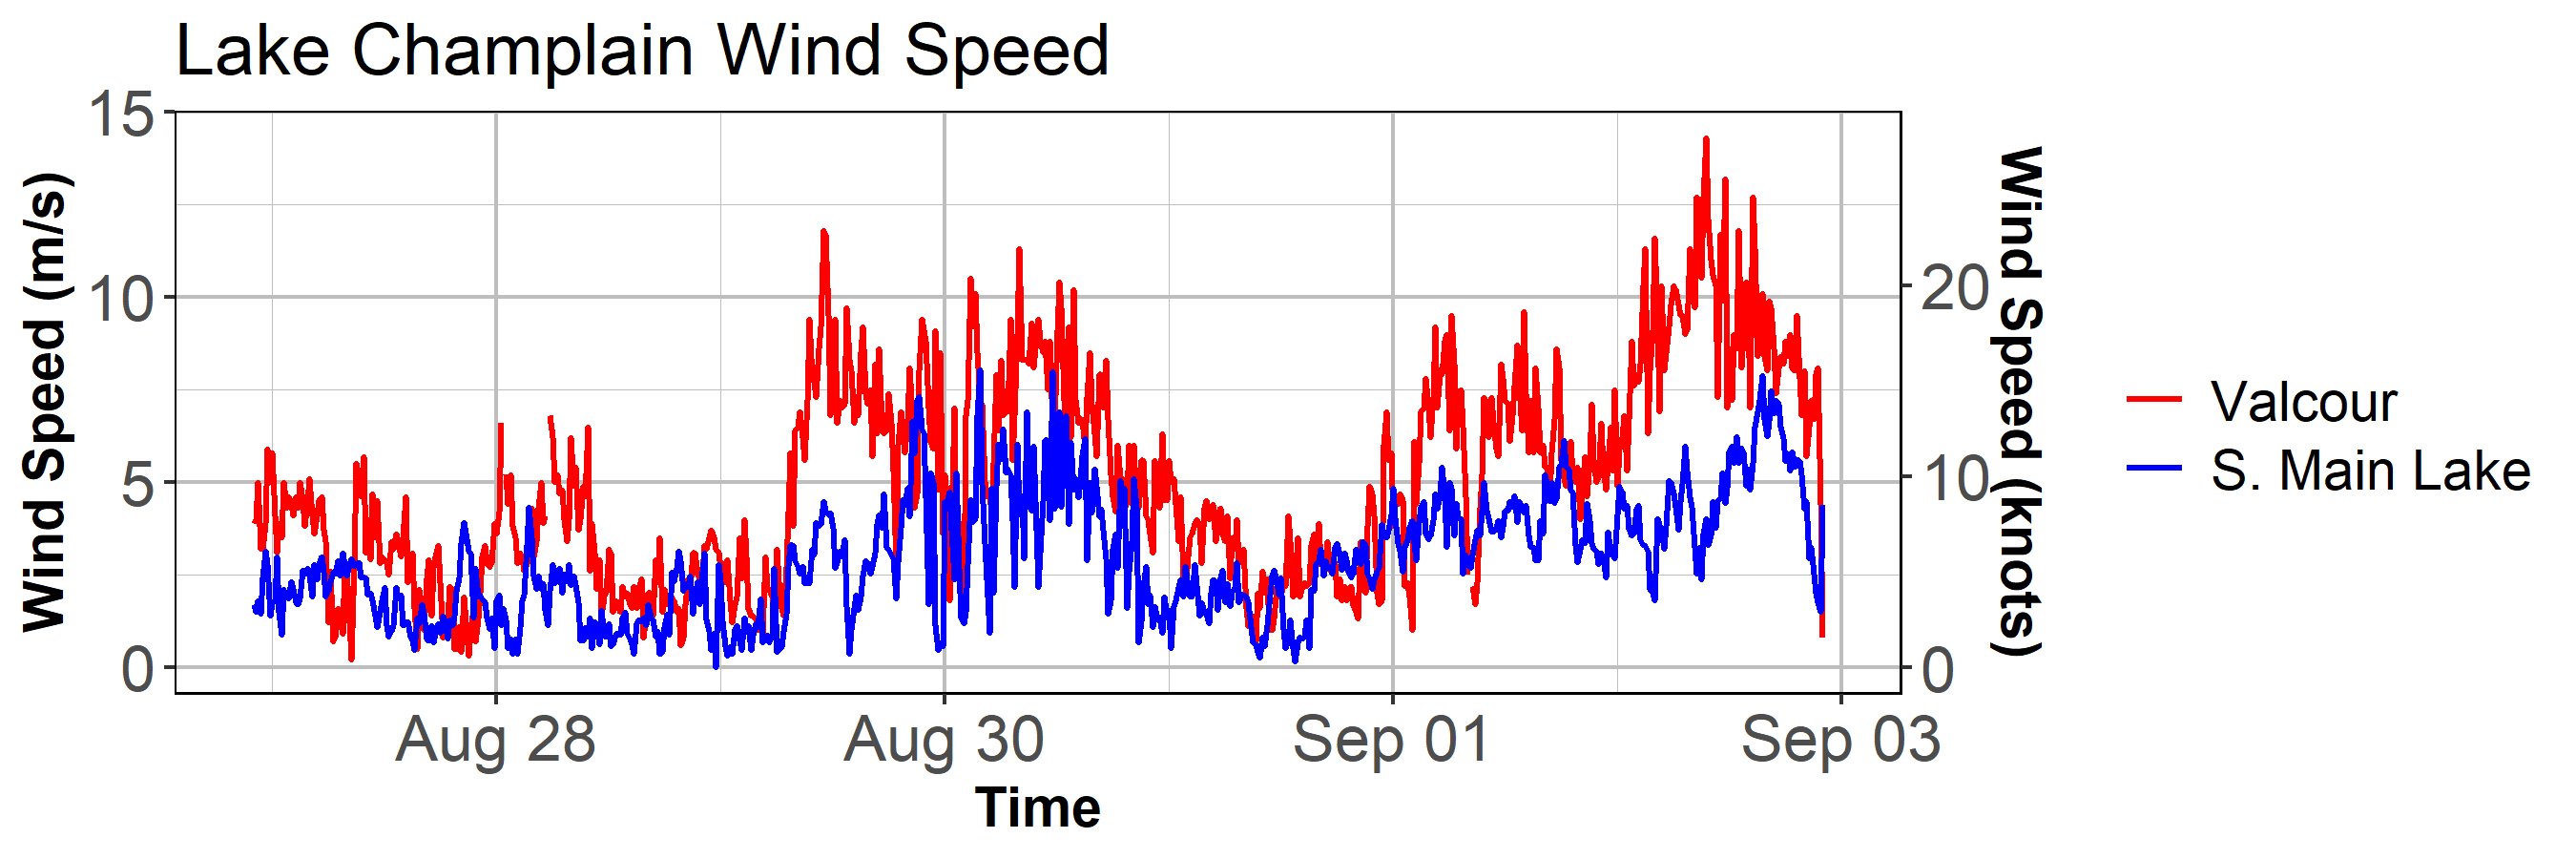 Lake Champlain Wind Speed
Wind Speed (m/s)
15
10
5
0
20
10
0
Wind Speed (knots)
Aug 28
Aug 30
Sep 01
Sep 03
Time
Valcour
S. Main Lake